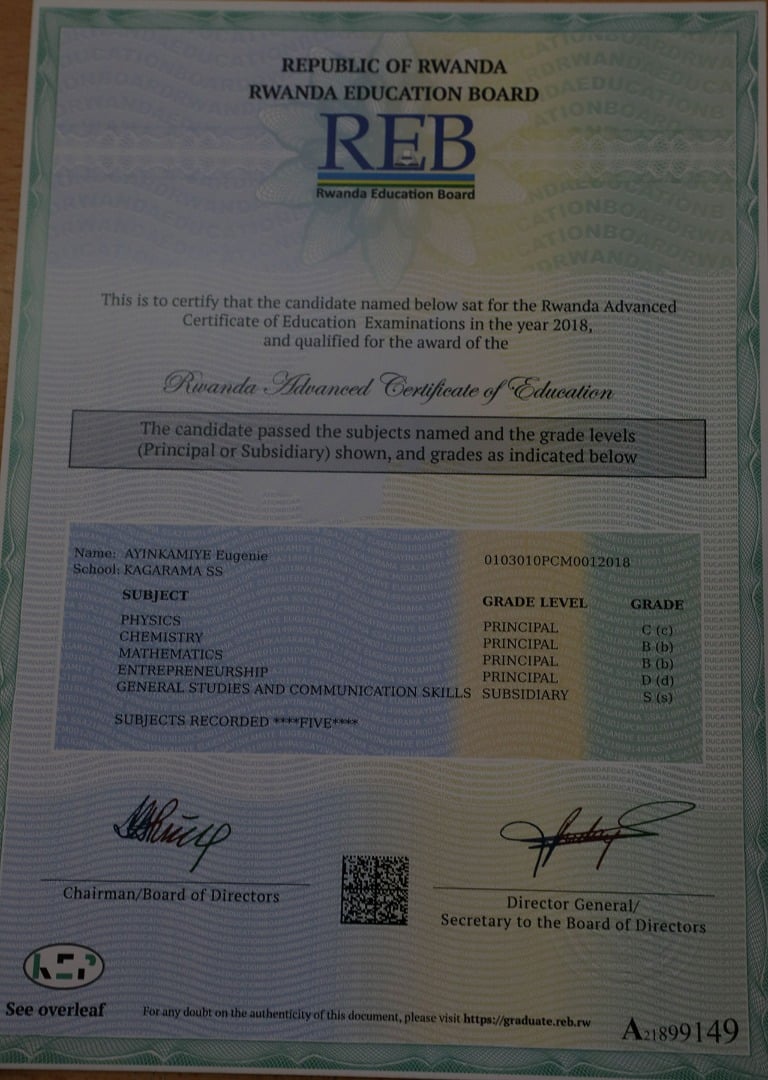 REPUBLIC OF RWANDA
RWANDA EDUCATION BOARD
REB
Rwanda Education Board
This is to certify that the candidate named below sat for the Rwanda Advanced
Certificate of Education Examinations in the year 2018,
and qualified for the award of the
Rwanda Advanced Certificate of Education
The candidate passed the subjects named and the grade levels
(Principal or Subsidiary) shown, and grades as indicated below
Name: AYINKAMIYE Eugenie 0103010PCM0012018
School: KAGARAMA SS
SUBJECT GRADE LEVEL GRADE
PHYSICS PRINCIPAL C (c)
CHEMISTRY PRINCIPAL B (b)
MATHEMATICS PRINCIPAL B (b)
ENTREPRENEURSHIP PRINCIPAL D (d)
GENERAL STUDIES AND COMMUNICATION SKILLS SUBSIDIARY S (s)
SUBJECTS RECORDED ****FIVE****
Chairman/Board of Directors
Director General/
Secretary to the Board of Directors
See overleaf
For any doubt on the authenticity of this document, please visit https://graduate.reb.rw
A21899149